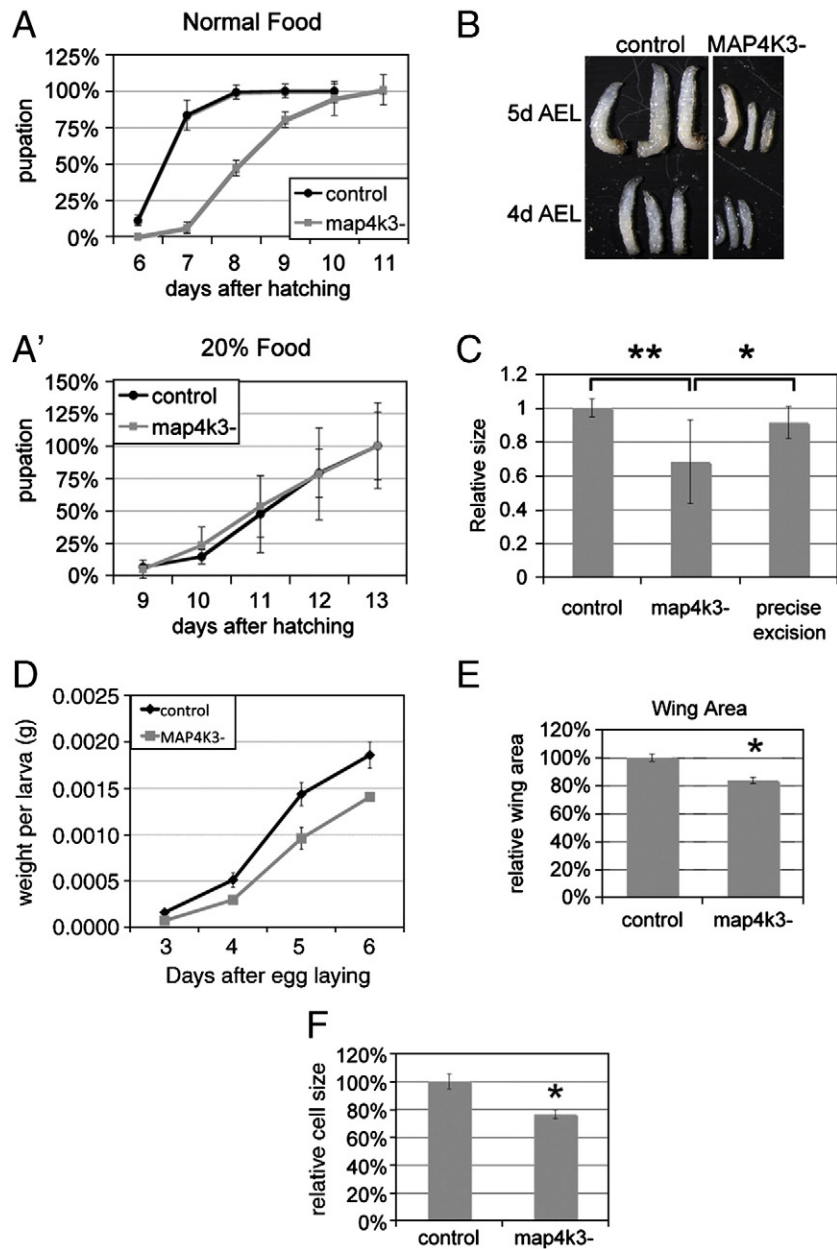 A
Normal Food
125%
100%
75%
50%
25%
0%
pupation
control
map4k3-
6 7 8 9 10 11
days after hatching
B
control MAP4K3-
5d AEL
4d AEL
A'
20% Food
150%
125%
100%
75%
50%
25%
0%
pupation
control
map4k3-
9 10 11 12 13
days after hatching
C
** *
1.2
1
0.8
0.6
0.4
0.2
0
Relative size
control map4k3- precise
excision
D
0.0025
0.0020
0.0015
0.0010
0.0005
0.0000
weight per larva (g)
control
MAP4K3-
3 4 5 6
Days after egg laying
E
Wing Area
120%
100%
80%
60%
40%
20%
0%
relative wing area
*
control map4k3-
F
120%
100%
80%
60%
40%
20%
0%
relative cell size
*
control map4k3-